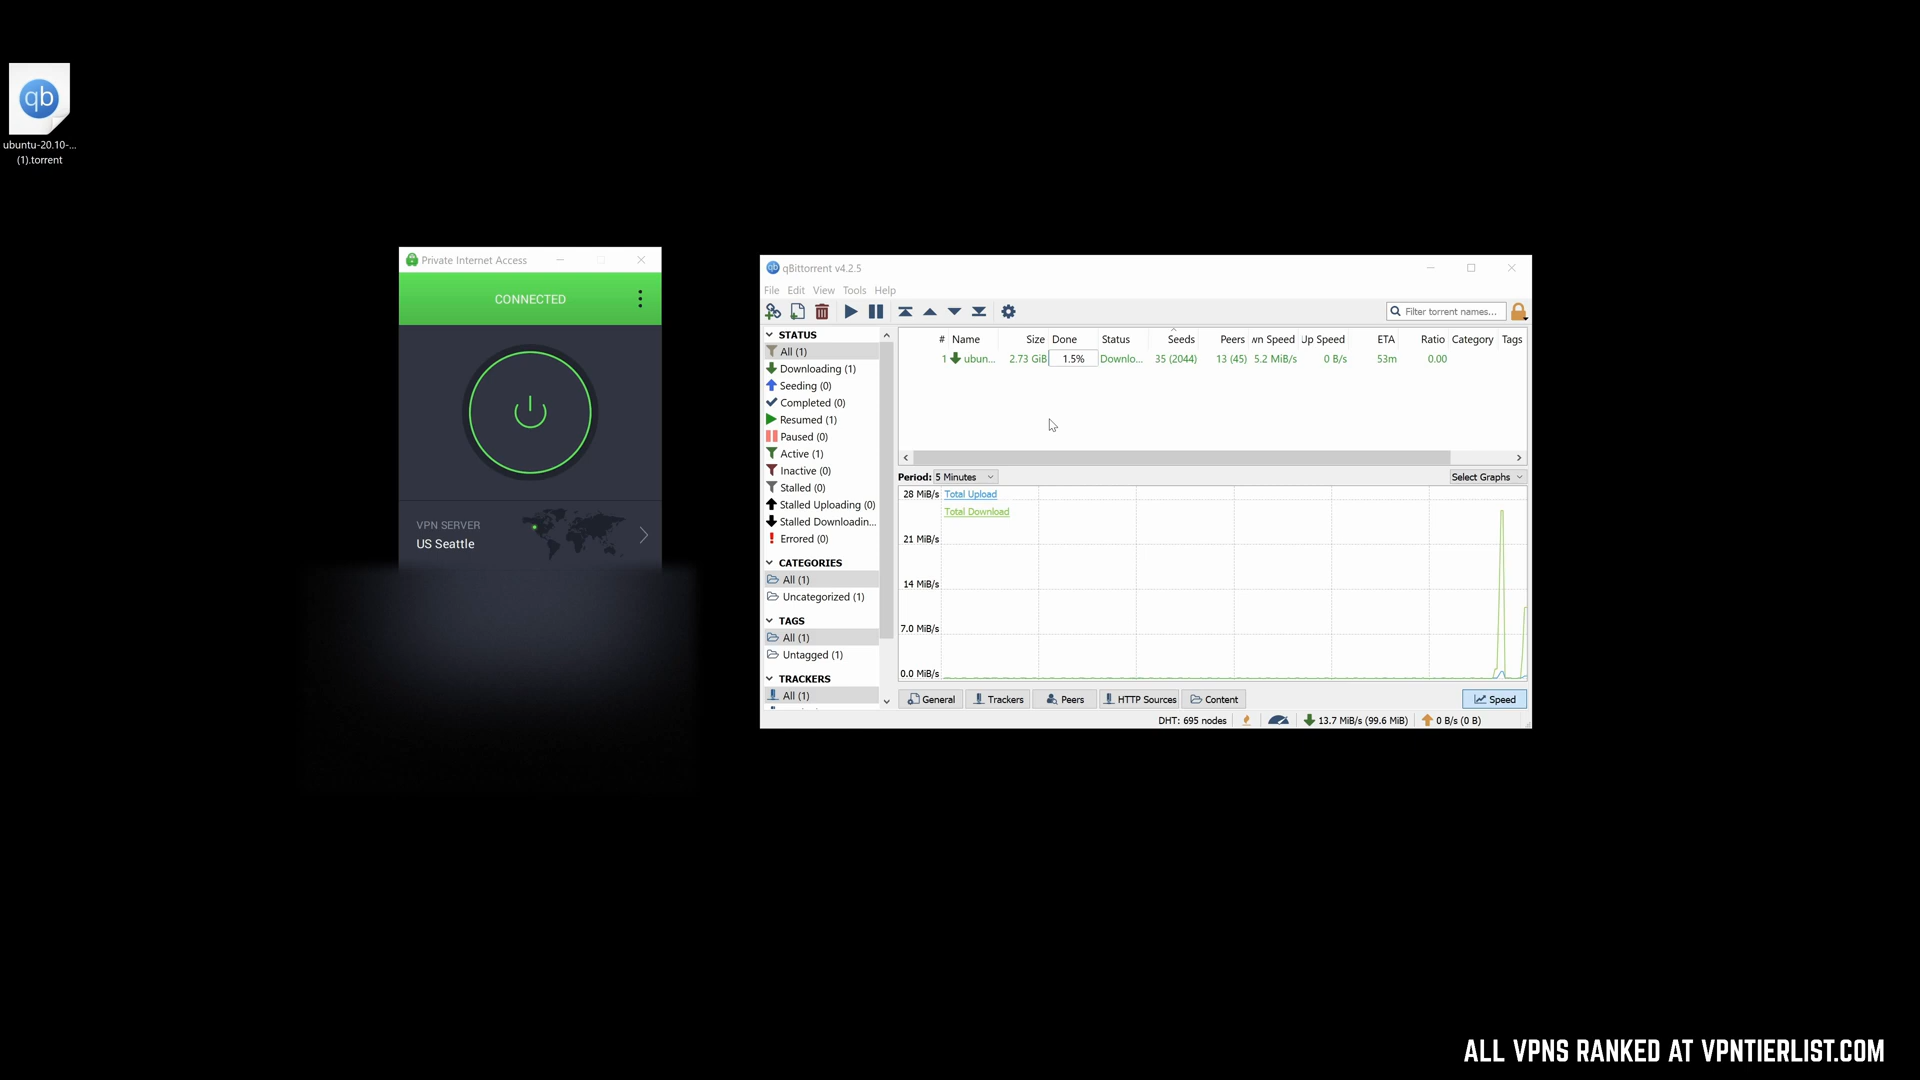 qb
ubuntu-20.10-...
(1).torrent
Private Internet Access
CONNECTED
VPN SERVER
US Seattle
qb qBittorrent v4.2.5
File Edit View Tools Help
Filter torrent names...
STATUS
All (1)
Downloading (1)
Seeding (0)
Completed (0)
Resumed (1)
Paused (0)
Active (1)
Inactive (0)
Stalled (0)
Stalled Uploading (0)
Stalled Downloadin...
Errored (0)
CATEGORIES
All (1)
Uncategorized (1)
TAGS
All (1)
Untagged (1)
TRACKERS
All (1)
# Name Size Done Status Seeds Peers wn Speed Up Speed ETA Ratio Category Tags
1 ubun... 2.73 GiB 1.5% Downlo... 35 (2044) 13 (45) 5.2 MiB/s 0 B/s 53m 0.00
Period: 5 Minutes Select Graphs
28 MiB/s
21 MiB/s
14 MiB/s
7.0 MiB/s
0.0 MiB/s
Total Upload
Total Download
General Trackers Peers HTTP Sources Content Speed
DHT: 695 nodes 13.7 MiB/s (99.6 MiB) 0 B/s (0 B)
ALL VPNS RANKED AT VPNTIERLIST.COM